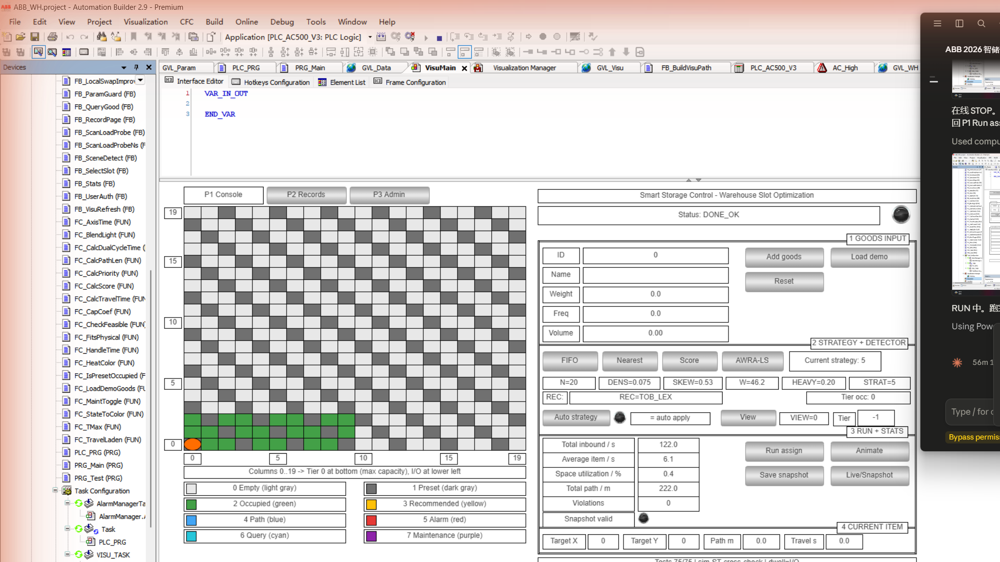 ABB_WH.project - Automation Builder 2.9 - Premium
File Edit View Project Visualization CFC Build Online Debug Tools Window Help
Application [PLC_AC500_V3: PLC Logic]
Devices
GVL_Param PLC_PRG PRG_Main GVL_Data VisuMain Visualization Manager GVL_Visu FB_BuildVisuPath PLC_AC500_V3 AC_High GVL_WH
Interface Editor Hotkeys Configuration Element List Frame Configuration
1 VAR_IN_OUT
2
3 END_VAR
FB_LocalSwapImprov
FB_ParamGuard (FB)
FB_QueryGood (FB)
FB_RecordPage (FB)
FB_ScanLoadProbe (FB)
FB_ScanLoadProbeNs (F
FB_SceneDetect (FB)
FB_SelectSlot (FB)
FB_Stats (FB)
FB_UserAuth (FB)
FB_VisuRefresh (FB)
FC_AxisTime (FUN)
FC_BlendLight (FUN)
FC_CalcDualCycleTime (
FC_CalcPathLen (FUN)
FC_CalcPriority (FUN)
FC_CalcScore (FUN)
FC_CalcTravelTime (FUN
FC_CapCoef (FUN)
FC_CheckFeasible (FUN)
FC_FitsPhysical (FUN)
FC_HandleTime (FUN)
FC_HeatColor (FUN)
FC_IsPresetOccupied (F
FC_LoadDemoGoods (FU
FC_MaintToggle (FUN)
FC_StateToColor (FUN)
FC_TMax (FUN)
FC_TravelLaden (FUN)
PLC_PRG (PRG)
PRG_Main (PRG)
PRG_Test (PRG)
Task Configuration
AlarmManagerTa
AlarmManager.A
Task
PLC_PRG
VISU_TASK
P1 Console P2 Records P3 Admin
19
15
10
5
0
0 5 10 15 19
Columns 0..19 -> Tier 0 at bottom (max capacity), I/O at lower left
0 Empty (light gray) 1 Preset (dark gray)
2 Occupied (green) 3 Recommended (yellow)
4 Path (blue) 5 Alarm (red)
6 Query (cyan) 7 Maintenance (purple)
Smart Storage Control - Warehouse Slot Optimization
Status: DONE_OK
1 GOODS INPUT
ID 0 Add goods Load demo
Name Reset
Weight 0.0
Freq 0.0
Volume 0.00
2 STRATEGY + DETECTOR
FIFO Nearest Score AWRA-LS Current strategy: 5
N=20 DENS=0.075 SKEW=0.53 W=46.2 HEAVY=0.20 STRAT=5
REC: REC=TOB_LEX Tier occ: 0
Auto strategy = auto apply View VIEW=0 Tier -1
3 RUN + STATS
Total inbound / s 122.0 Run assign Animate
Average item / s 6.1
Space utilization / % 0.4 Save snapshot Live/Snapshot
Total path / m 222.0
Violations 0
Snapshot valid
4 CURRENT ITEM
Target X 0 Target Y 0 Path m 0.0 Travel s 0.0
Tests 75/75 | sim-ST cross-check | dwell=I/O
ABB 2026 智储
在线 STOP。
回 P1 Run ass
Used compu
RUN 中。跑完
Using Pow
56m 1
Type / for c
Bypass permis